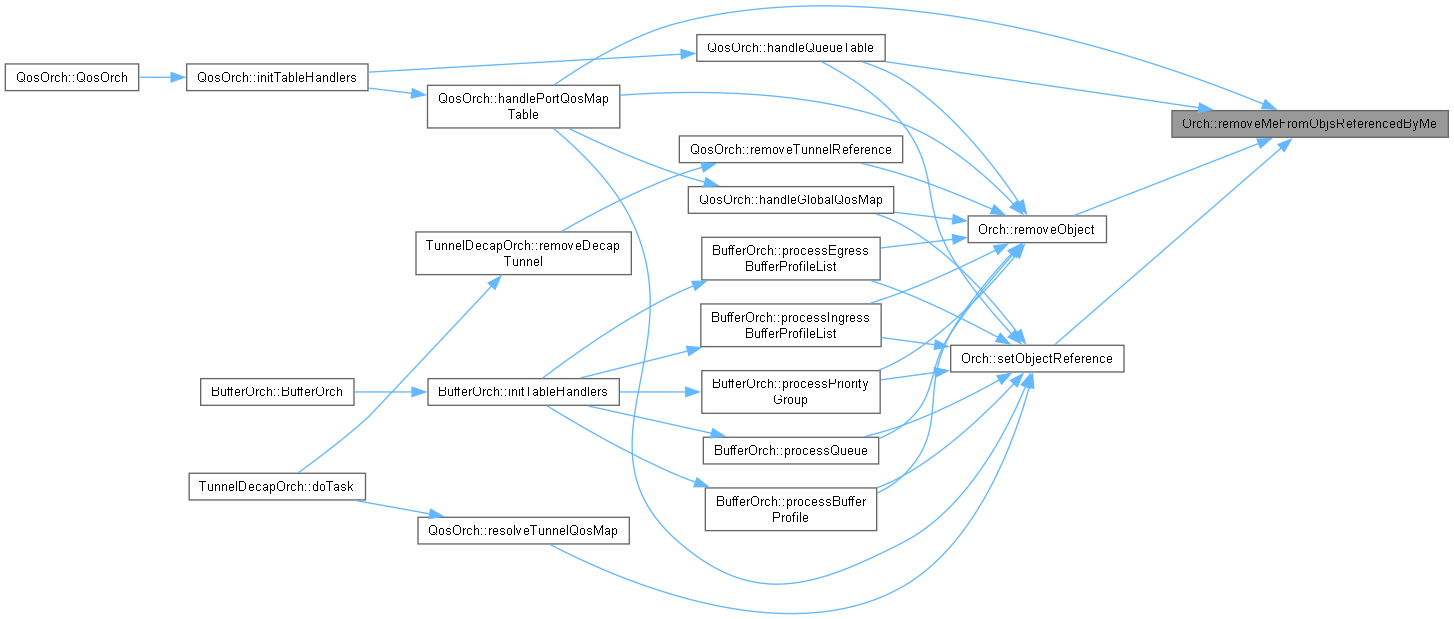 QosOrch::QosOrch
QosOrch::initTableHandlers
QosOrch::handlePortQosMap
Table
QosOrch::handleQueueTable
Orch::removeMeFromObjsReferencedByMe
QosOrch::removeTunnelReference
QosOrch::handleGlobalQosMap
Orch::removeObject
TunnelDecapOrch::removeDecap
Tunnel
BufferOrch::processEgress
BufferProfileList
BufferOrch::processIngress
BufferProfileList
Orch::setObjectReference
BufferOrch::BufferOrch
BufferOrch::initTableHandlers
BufferOrch::processPriority
Group
BufferOrch::processQueue
TunnelDecapOrch::doTask
BufferOrch::processBuffer
Profile
QosOrch::resolveTunnelQosMap